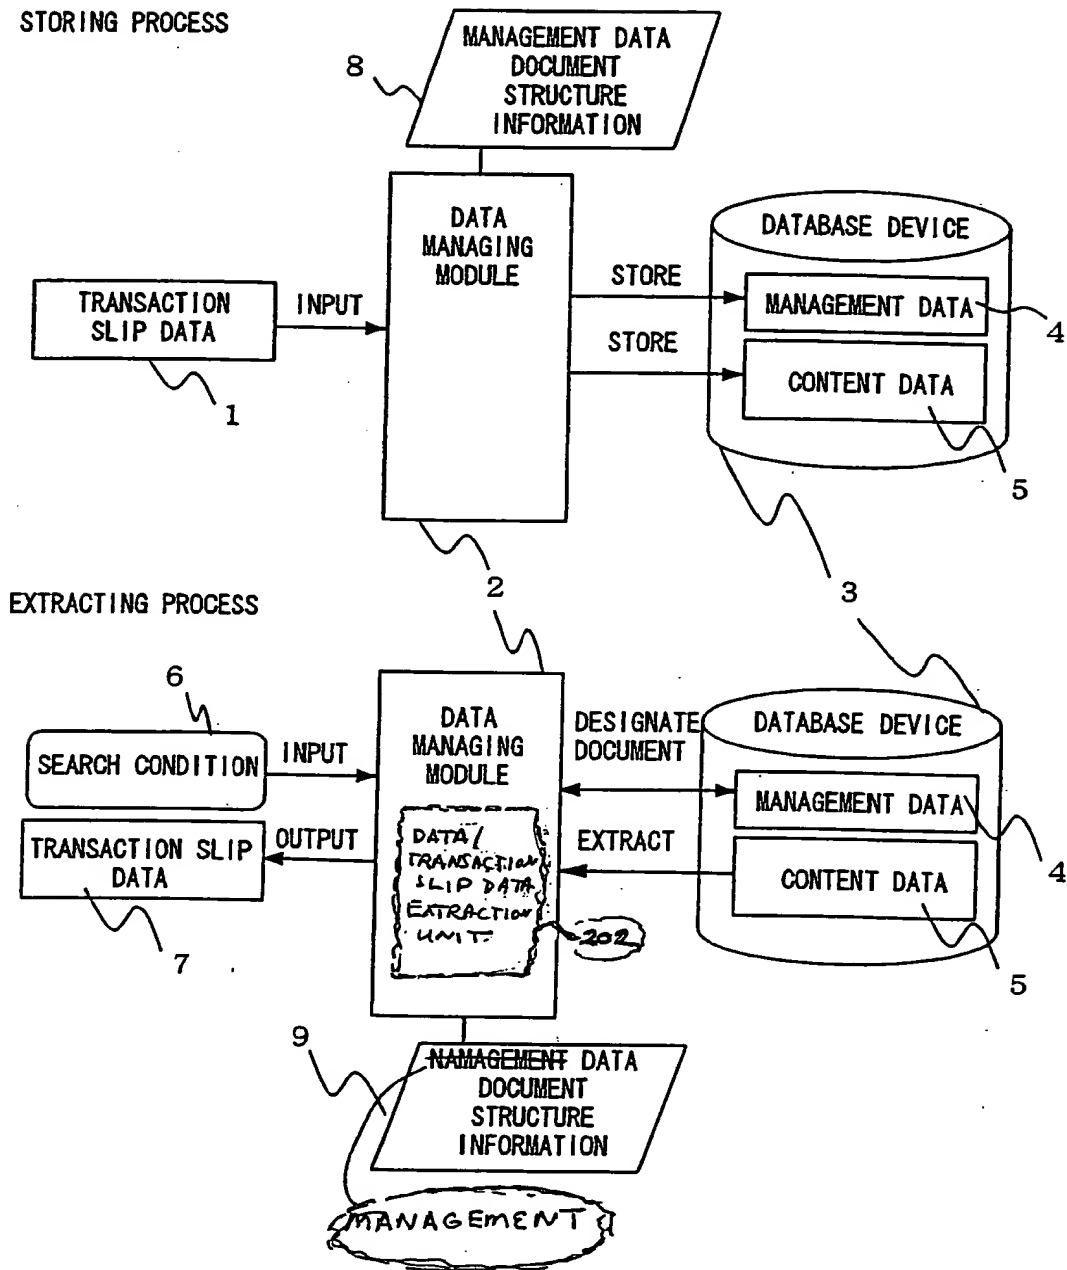 STORING PROCESS
MANAGEMENT DATA
DOCUMENT
STRUCTURE
INFORMATION
8
DATA
MANAGING
MODULE
TRANSACTION
SLIP DATA
INPUT
1
STORE
STORE
DATABASE DEVICE
MANAGEMENT DATA
4
CONTENT DATA
5
2
3
EXTRACTING PROCESS
6
SEARCH CONDITION
INPUT
TRANSACTION SLIP
DATA
OUTPUT
7
DATA
MANAGING
MODULE
DATA/
TRANSACTION
SLIP DATA
EXTRACTION
UNIT
202
DESIGNATE
DOCUMENT
EXTRACT
DATABASE DEVICE
MANAGEMENT DATA
4
CONTENT DATA
5
9
NAMAGEMENT DATA
DOCUMENT
STRUCTURE
INFORMATION
MANAGEMENT